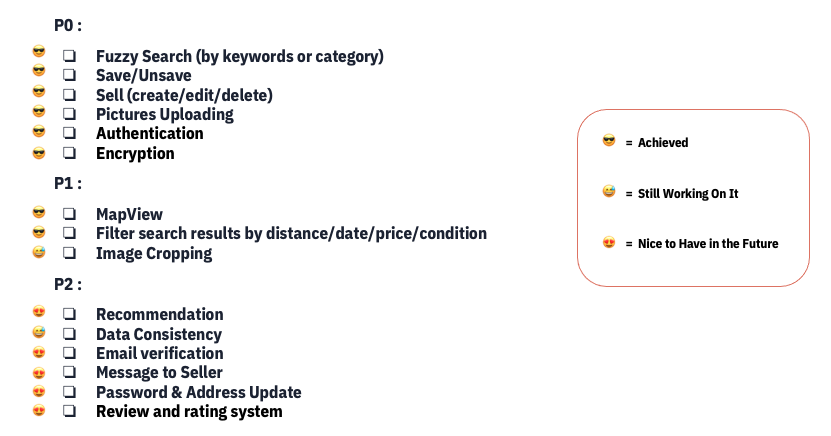 P0 :
😎 ❏ Fuzzy Search (by keywords or category)
😎 ❏ Save/Unsave
😎 ❏ Sell (create/edit/delete)
😎 ❏ Pictures Uploading
😎 ❏ Authentication
😎 ❏ Encryption
P1 :
😎 ❏ MapView
😎 ❏ Filter search results by distance/date/price/condition
😅 ❏ Image Cropping
P2 :
😍 ❏ Recommendation
😅 ❏ Data Consistency
😍 ❏ Email verification
😍 ❏ Message to Seller
😍 ❏ Password & Address Update
😍 ❏ Review and rating system
😎 = Achieved
😅 = Still Working On It
😍 = Nice to Have in the Future